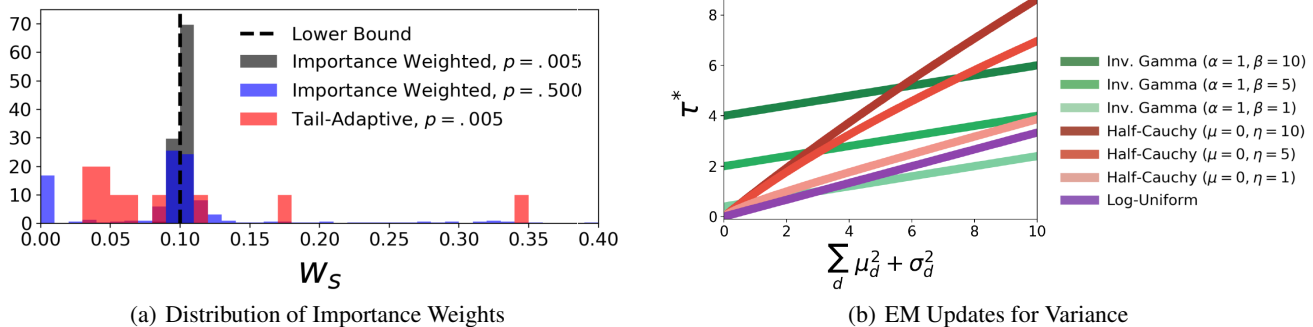 70
60
50
40
30
20
10
0
0.00 0.05 0.10 0.15 0.20 0.25 0.30 0.35 0.40
Lower Bound
Importance Weighted, p = .005
Importance Weighted, p = .500
Tail-Adaptive, p = .005
w_S
(a) Distribution of Importance Weights
8
6
4
2
0
τ*
0 2 4 6 8 10
∑_d μ_d^2 + σ_d^2
Inv. Gamma (α = 1, β = 10)
Inv. Gamma (α = 1, β = 5)
Inv. Gamma (α = 1, β = 1)
Half-Cauchy (μ = 0, η = 10)
Half-Cauchy (μ = 0, η = 5)
Half-Cauchy (μ = 0, η = 1)
Log-Uniform
(b) EM Updates for Variance